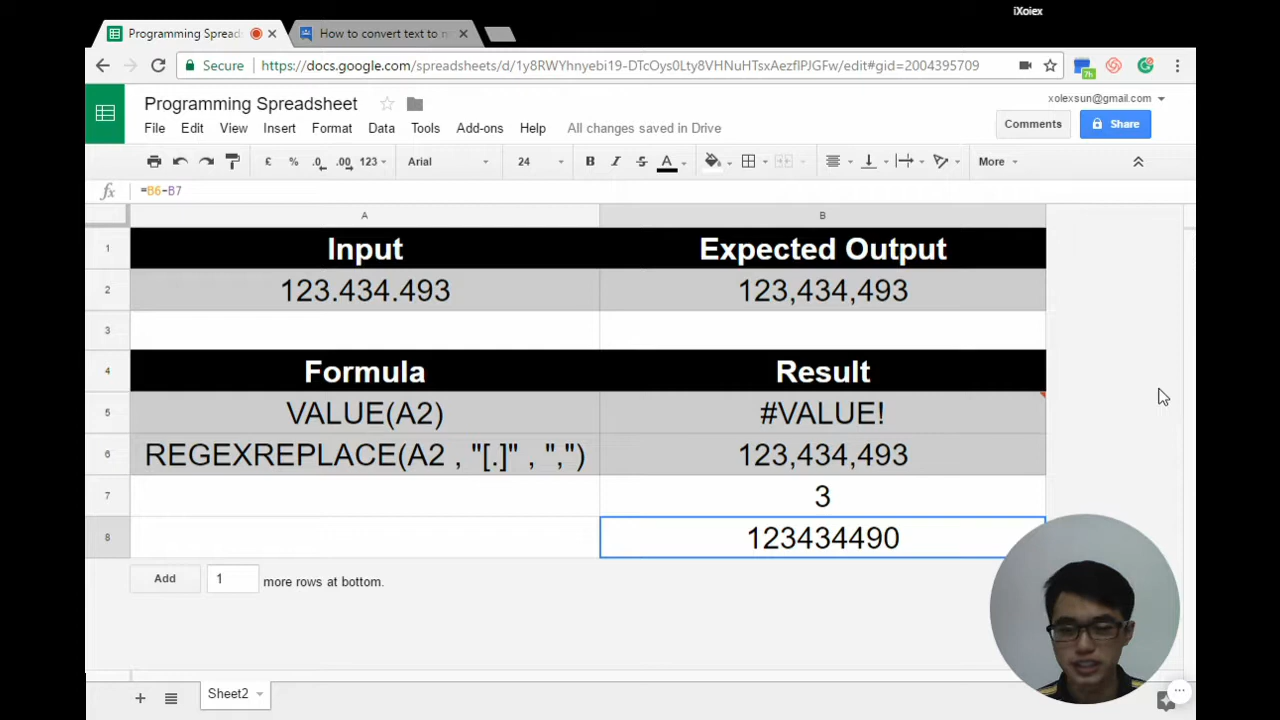 iXoiex
Programming Spreads
How to convert text to n
Secure
https://docs.google.com/spreadsheets/d/1y8RWYhnyebi19-DTcOys0Lty8VHNuHTsxAezflPJGFw/edit#gid=2004395709
7h
Programming Spreadsheet
xolexsun@gmail.com
File Edit View Insert Format Data Tools Add-ons Help All changes saved in Drive
Comments
Share
£ % .0 .00 123 Arial 24 B I S A More
fx =B6-B7
A B
1 Input Expected Output
2 123.434.493 123,434,493
3
4 Formula Result
5 VALUE(A2) #VALUE!
6 REGEXREPLACE(A2 , "[.]" , ",") 123,434,493
7 3
8 123434490
Add 1 more rows at bottom.
Sheet2